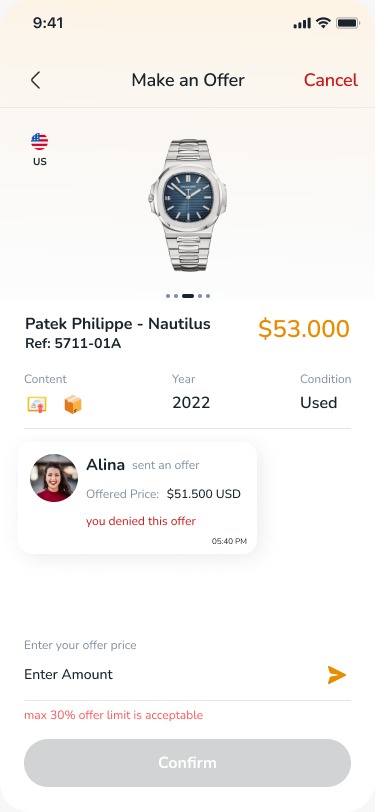 9:41
Make an Offer
Cancel
US
Patek Philippe - Nautilus
$53.000
Ref: 5711-01A
Content
Year
Condition
2022
Used
Alina sent an offer
Offered Price: $51.500 USD
you denied this offer
05:40 PM
Enter your offer price
Enter Amount
max 30% offer limit is acceptable
Confirm